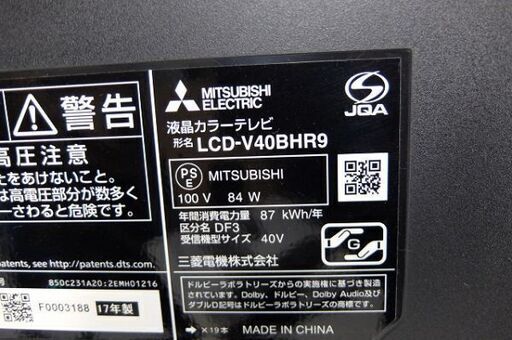 警告
高圧注意
をあけないこと。
は高電圧部分が数多く
さわると危険です。
ents, see http://patents.dts.com.
850C231A20:2EMH01216
F0003188 17年製
MITSUBISHI
ELECTRIC
JQA
液晶カラーテレビ
形名 LCD-V40BHR9
PS
E
MITSUBISHI
100 V 84 W
年間消費電力量 87 kWh/年
区分名 DF3
受信機型サイズ 40V
G
三菱電機株式会社
ドルビーラボラトリーズからの実施権に基づき製造
されています。Dolby、ドルビー、Dolby Audio及び
ダブルD記号はドルビーラボラトリーズの商標です。
×19本
MADE IN CHINA